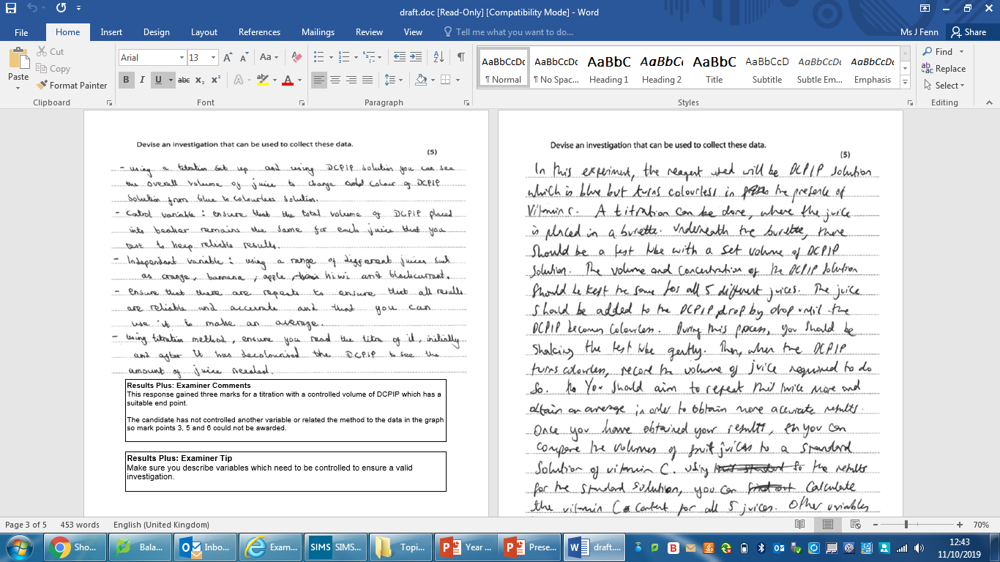 draft.doc [Read-Only] [Compatibility Mode] - Word
File Home Insert Design Layout References Mailings Review View Tell me what you want to do... Ms J Fenn Share
Paste
Cut
Copy
Format Painter
Clipboard
Arial 13
Font
Paragraph
AaBbCcDc AaBbCcDc AaBbC AaBbCc AaBbC AaBbCcD AaBbCcDc AaBbCcDc
¶ Normal ¶ No Spac... Heading 1 Heading 2 Title Subtitle Subtle Em... Emphasis
Styles
Find
Replace
Select
Editing
Devise an investigation that can be used to collect these data.
(5)
- using a titration set up and using DCPIP solution you can see
the overall volume of juice to change colour of DCPIP
solution from blue to colourless solution.
- Catrol variable : ensure that the total volume of DCPIP placed
into beaker remains the same for each juice that you
test to keep reliable results.
- Independent variable : using a range of different juices such
as orange, bannana, apple, kiwi and blackcurrant.
- ensure that there are repeats to ensure that all results
are reliable and accurate and that you can
use it to make an average.
- using titration method, ensure you read the titre of it, initially
and after it has decolourised the DCPIP to see the
amount of juice needed.
Results Plus: Examiner Comments
This response gained three marks for a titration with a controlled volume of DCPIP which has a
suitable end point.
The candidate has not controlled another variable or related the method to the data in the graph
so mark points 3, 5 and 6 could not be awarded.
Results Plus: Examiner Tip
Make sure you describe variables which need to be controlled to ensure a valid
investigation.
Devise an investigation that can be used to collect these data.
(5)
In this experiment, the reagent used will be DCPIP solution
which is blue but turns colourless in the presence of
Vitamin C. A titration can be done, where the juice
is placed in a burette. Underneath the burette, there
should be a test tube with a set volume of DCPIP
solution. The volume and concentration of the DCPIP solution
should be kept the same for all 5 different juices. The juice
should be added to the DCPIP drop by drop until the
DCPIP becomes colourless. During this process, you should be
shaking the test tube gently. Then, when the DCPIP
turns colourless, record the volume of juice required to do
so. You should aim to repeat this twice more and
obtain an average in order to obtain more accurate results.
Once you have obtained your results, you can
compare the volumes of fruit juices to a standard
solution of vitamin C. Using the results
for the standard solution, you can calculate
the vitamin C content for all 5 juices. Other variables
Page 3 of 5 453 words English (United Kingdom) 70%
Sho... Bala... Inbo... Exam... SIMS SIMS... Topi... Year ... Prese... draft....
12:43
11/10/2019